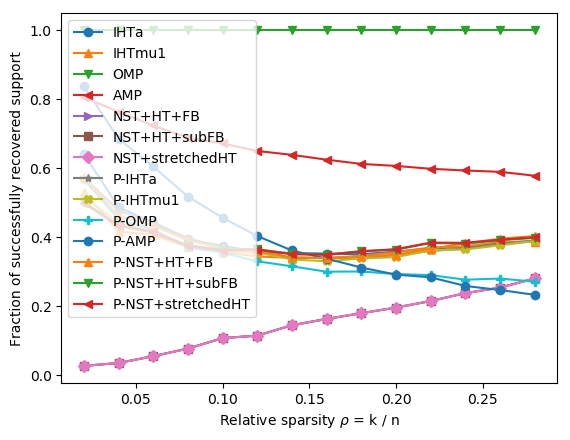 1.0
0.8
0.6
0.4
0.2
0.0
Fraction of successfully recovered support
IHTa
IHTmu1
OMP
AMP
NST+HT+FB
NST+HT+subFB
NST+stretchedHT
P-IHTa
P-IHTmu1
P-OMP
P-AMP
P-NST+HT+FB
P-NST+HT+subFB
P-NST+stretchedHT
0.05 0.10 0.15 0.20 0.25
Relative sparsity ρ = k / n